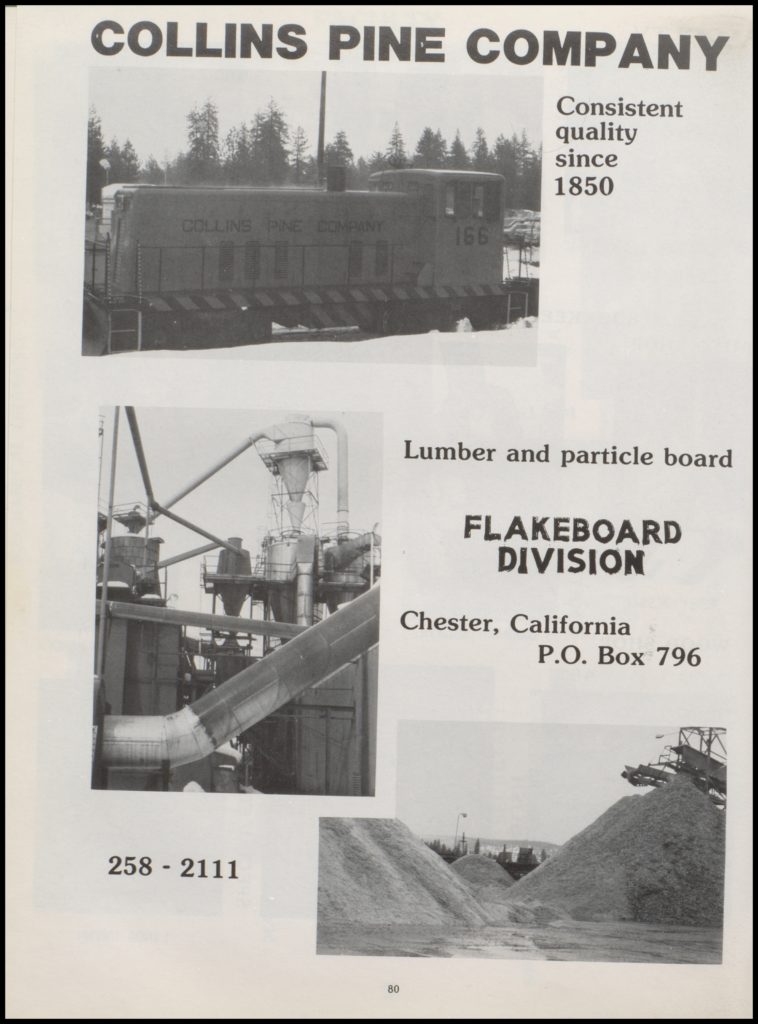 COLLINS PINE COMPANY
Consistent
quality
since
1850
COLLINS PINE COMPANY
166
Lumber and particle board
FLAKEBOARD
DIVISION
Chester, California
P.O. Box 796
258 - 2111
80